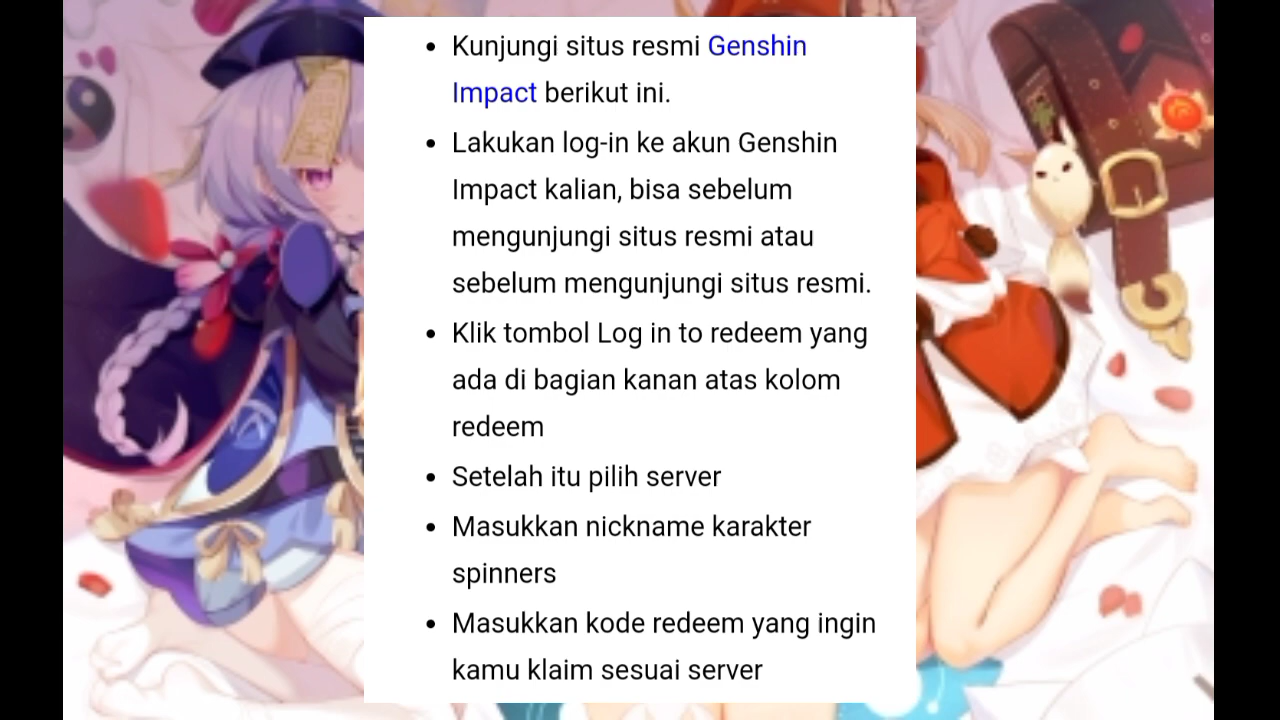 Kunjungi situs resmi Genshin
Impact berikut ini.
Lakukan log-in ke akun Genshin
Impact kalian, bisa sebelum
mengunjungi situs resmi atau
sebelum mengunjungi situs resmi.
Klik tombol Log in to redeem yang
ada di bagian kanan atas kolom
redeem
Setelah itu pilih server
Masukkan nickname karakter
spinners
Masukkan kode redeem yang ingin
kamu klaim sesuai server